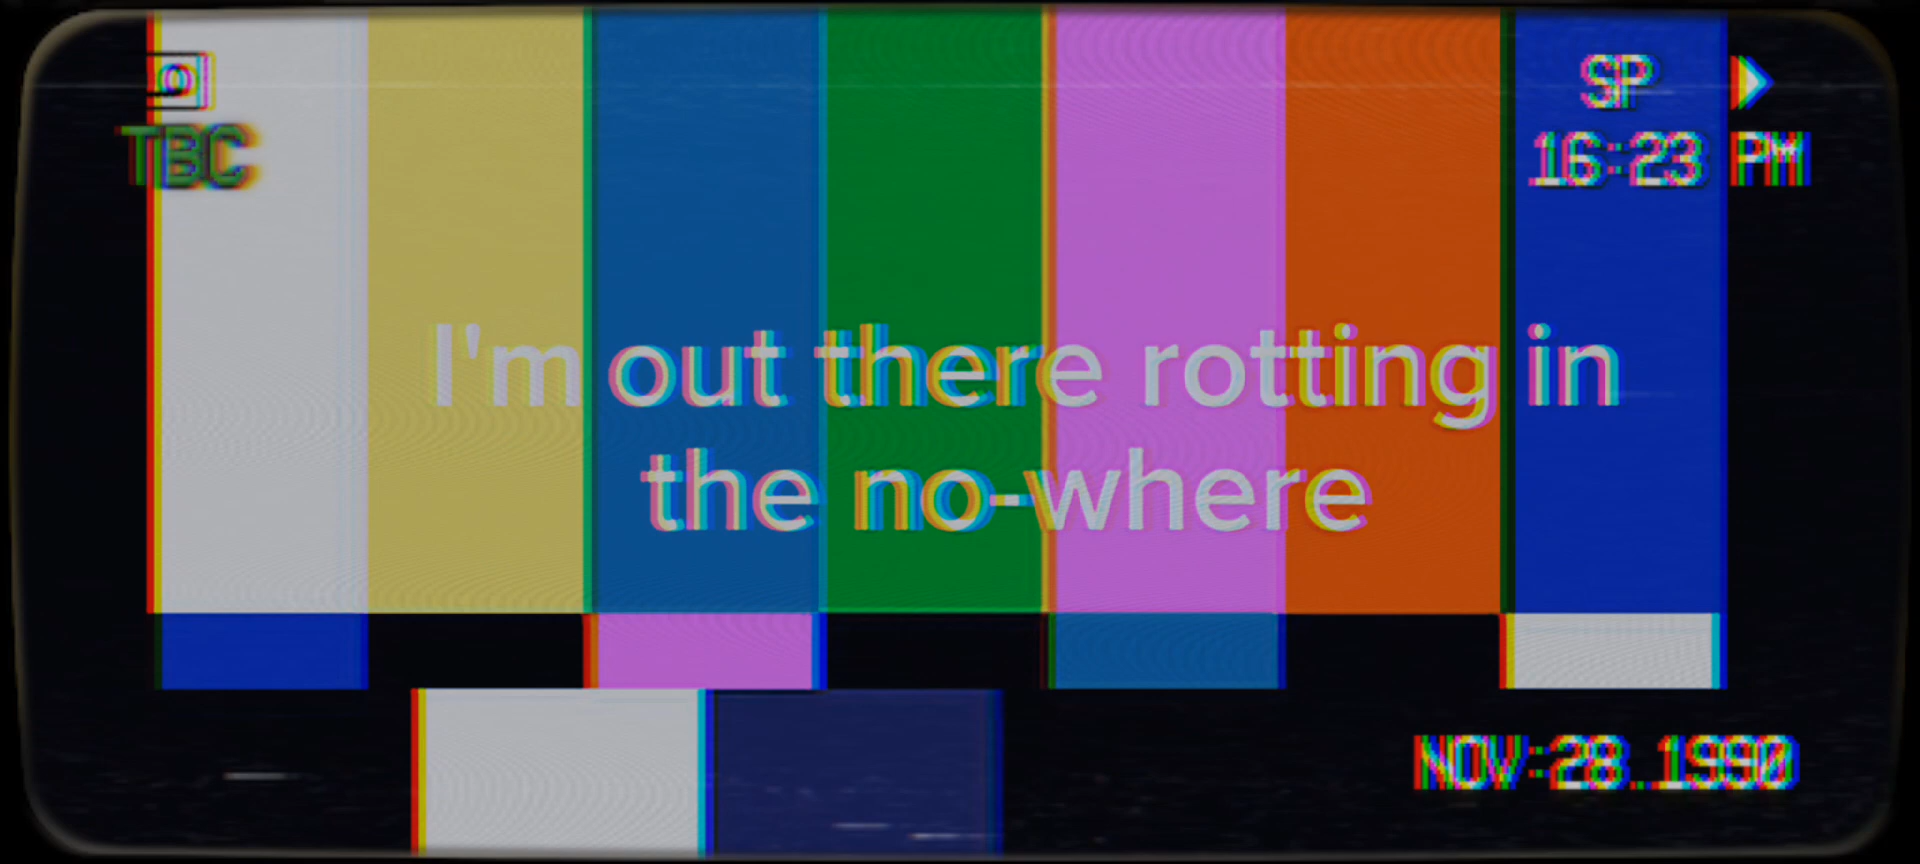 TBC
SP
16:23 PM
I'm out there rotting in
the no-where
NOV.28.1990